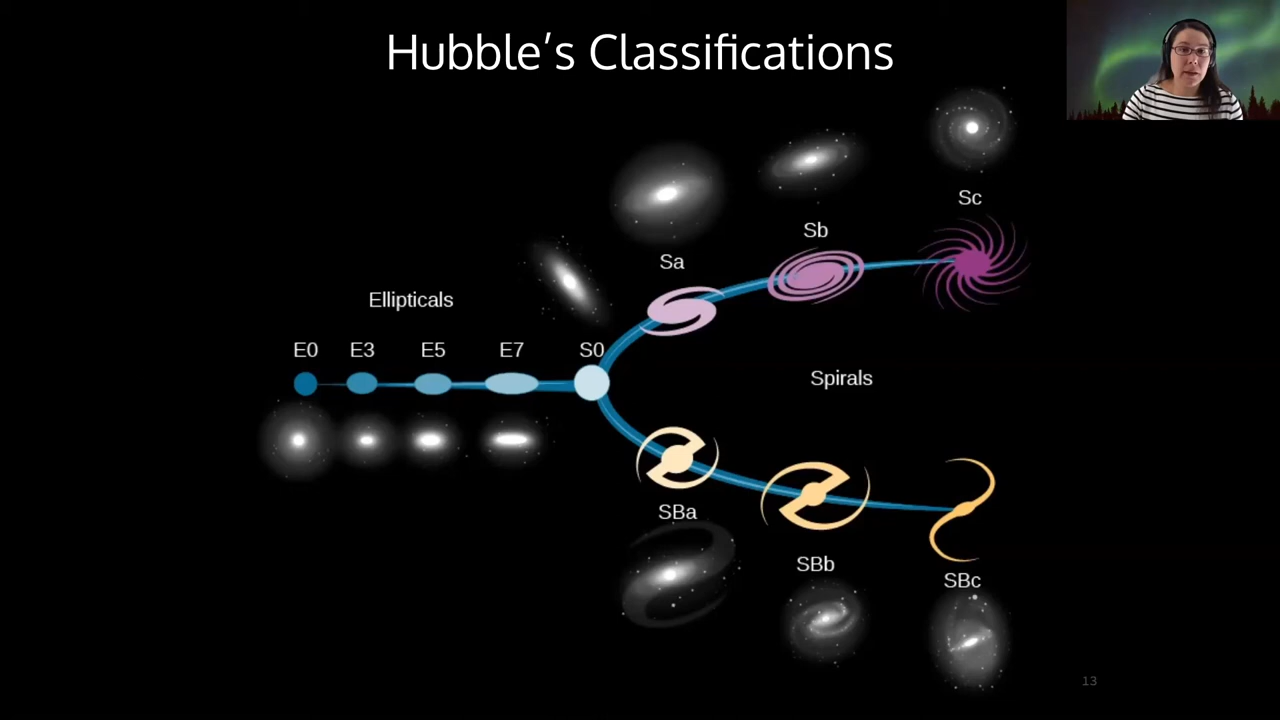 Hubble’s Classifications
Sc
Sb
Sa
Ellipticals
E0 E3 E5 E7 S0
Spirals
SBa
SBb
SBc
13